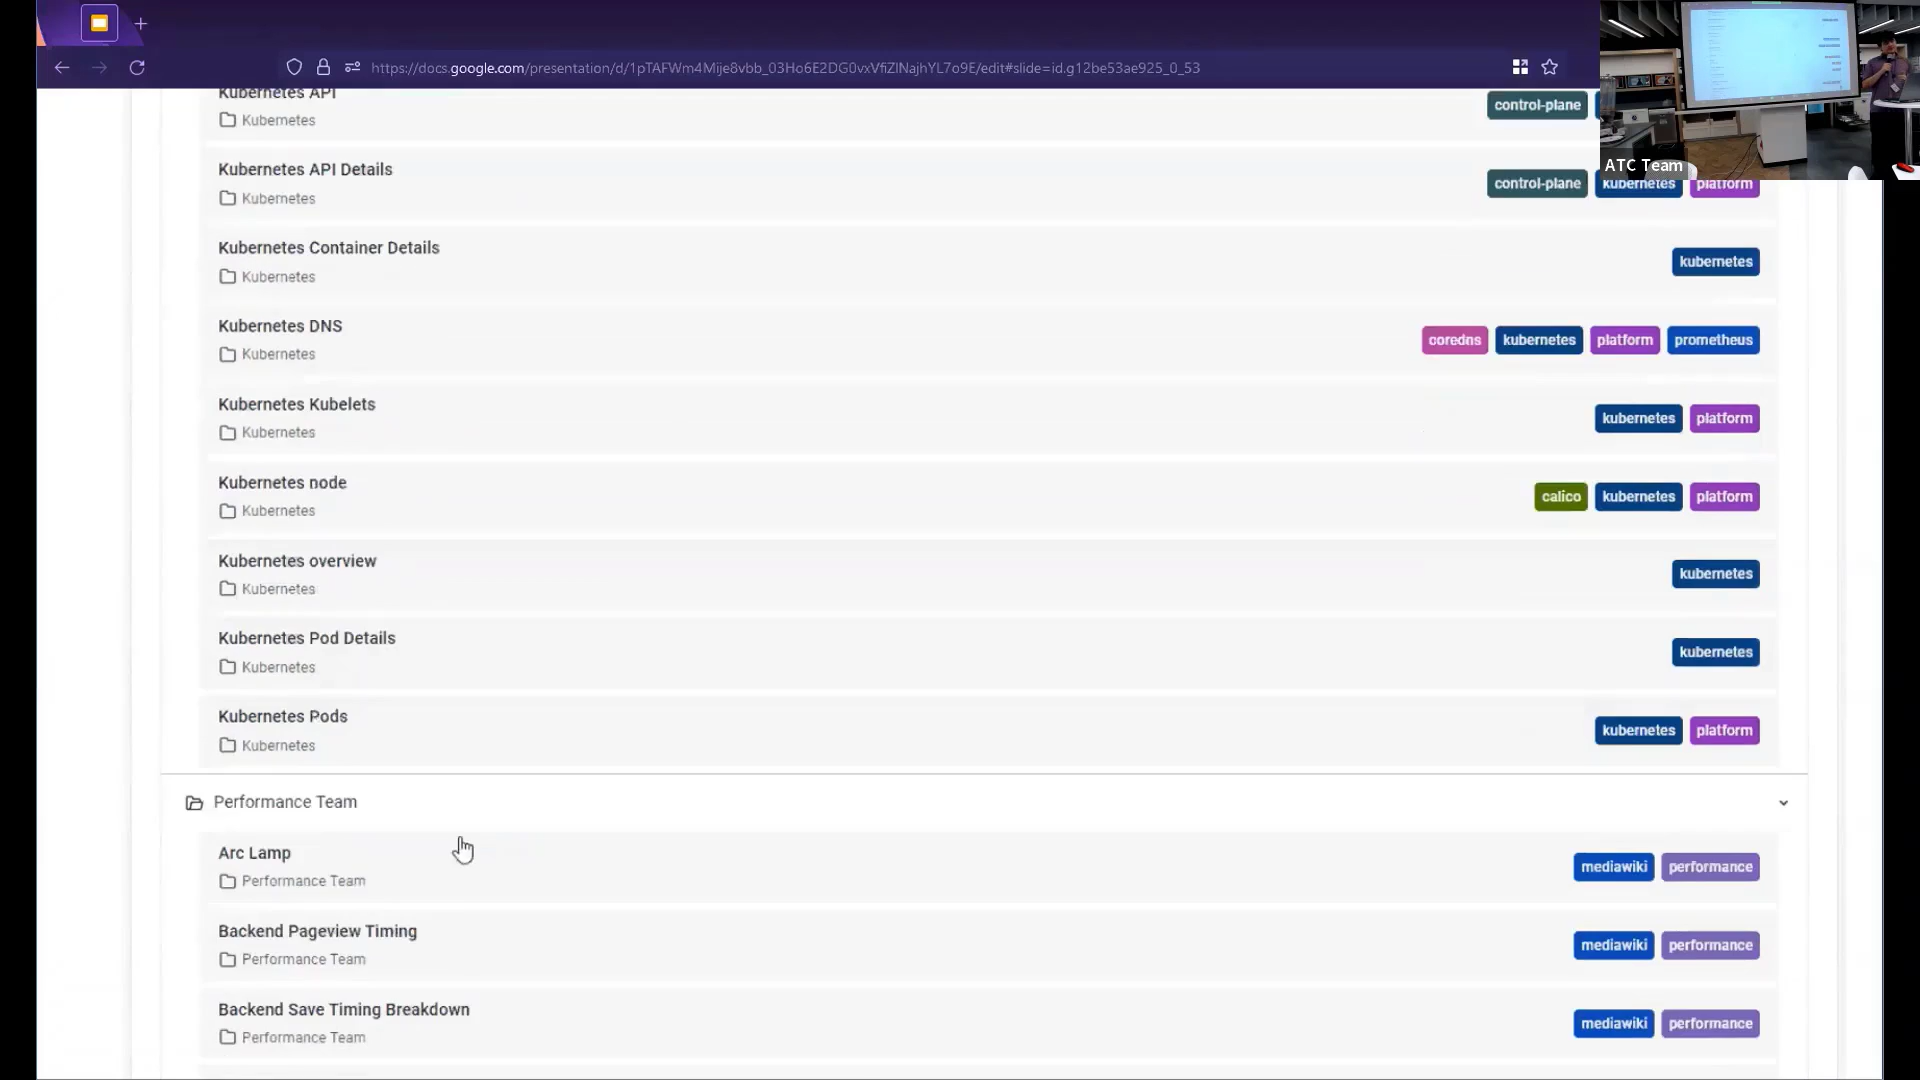 https://docs.google.com/presentation/d/1pTAFWm4Mije8vbb_03Ho6E2DG0vxVfiZlNajhYL7o9E/edit#slide=id.g12be53ae925_0_53
ATC Team
Kubernetes API
Kubernetes
control-plane
Kubernetes API Details
Kubernetes
control-plane kubernetes platform
Kubernetes Container Details
Kubernetes
kubernetes
Kubernetes DNS
Kubernetes
coredns kubernetes platform prometheus
Kubernetes Kubelets
Kubernetes
kubernetes platform
Kubernetes node
Kubernetes
calico kubernetes platform
Kubernetes overview
Kubernetes
kubernetes
Kubernetes Pod Details
Kubernetes
kubernetes
Kubernetes Pods
Kubernetes
kubernetes platform
Performance Team
Arc Lamp
Performance Team
mediawiki performance
Backend Pageview Timing
Performance Team
mediawiki performance
Backend Save Timing Breakdown
Performance Team
mediawiki performance